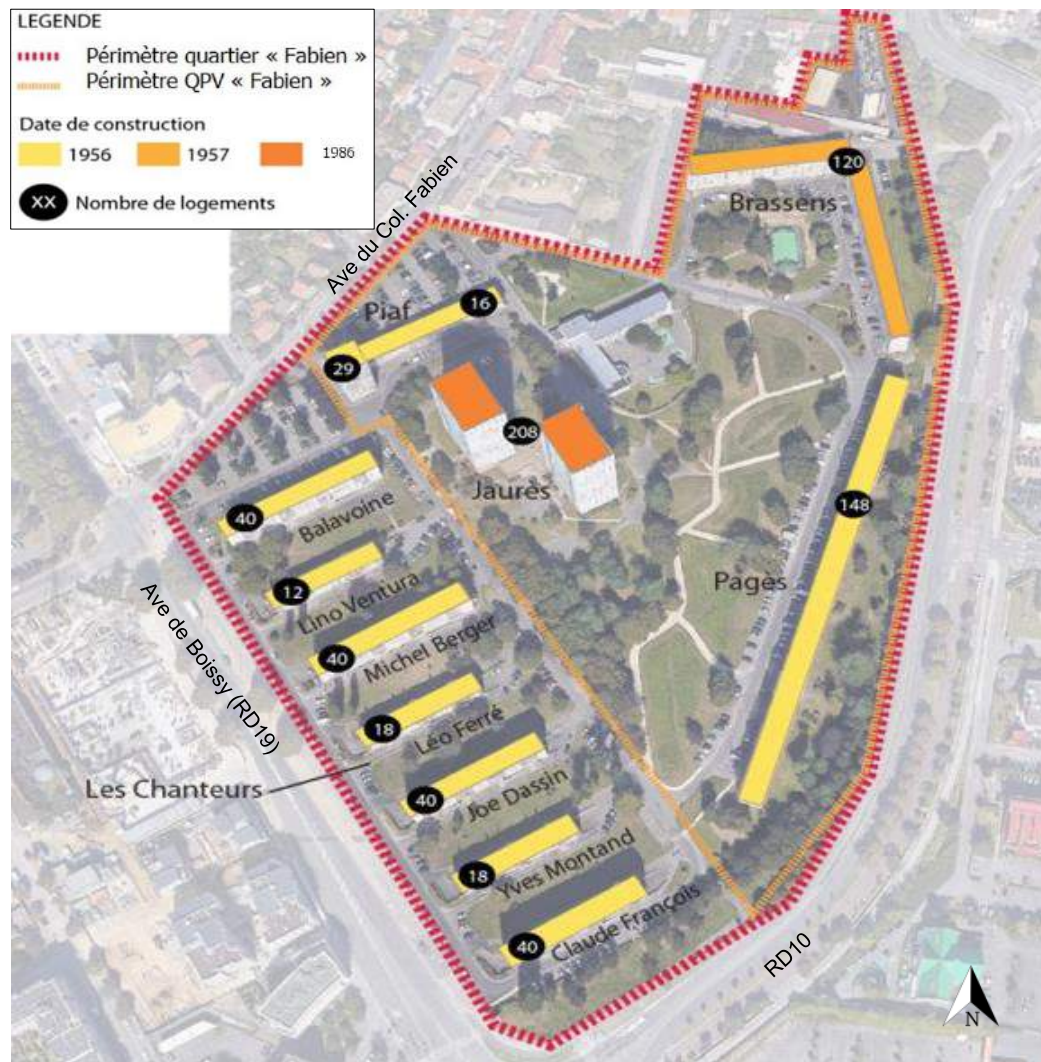 LEGENDE
Périmètre quartier « Fabien »
Périmètre QPV « Fabien »
Date de construction
1956
1957
1986
XX Nombre de logements
Ave du Col. Fabien
120
Brassens
Piaf
16
29
208
Jaurès
148
Pagès
40
Balavoine
12
Lino Ventura
40
Michel Berger
18
Léo Ferré
Ave de Boissy (RD19)
Les Chanteurs
40
Joe Dassin
18
Yves Montand
40
Claude François
RD10
N